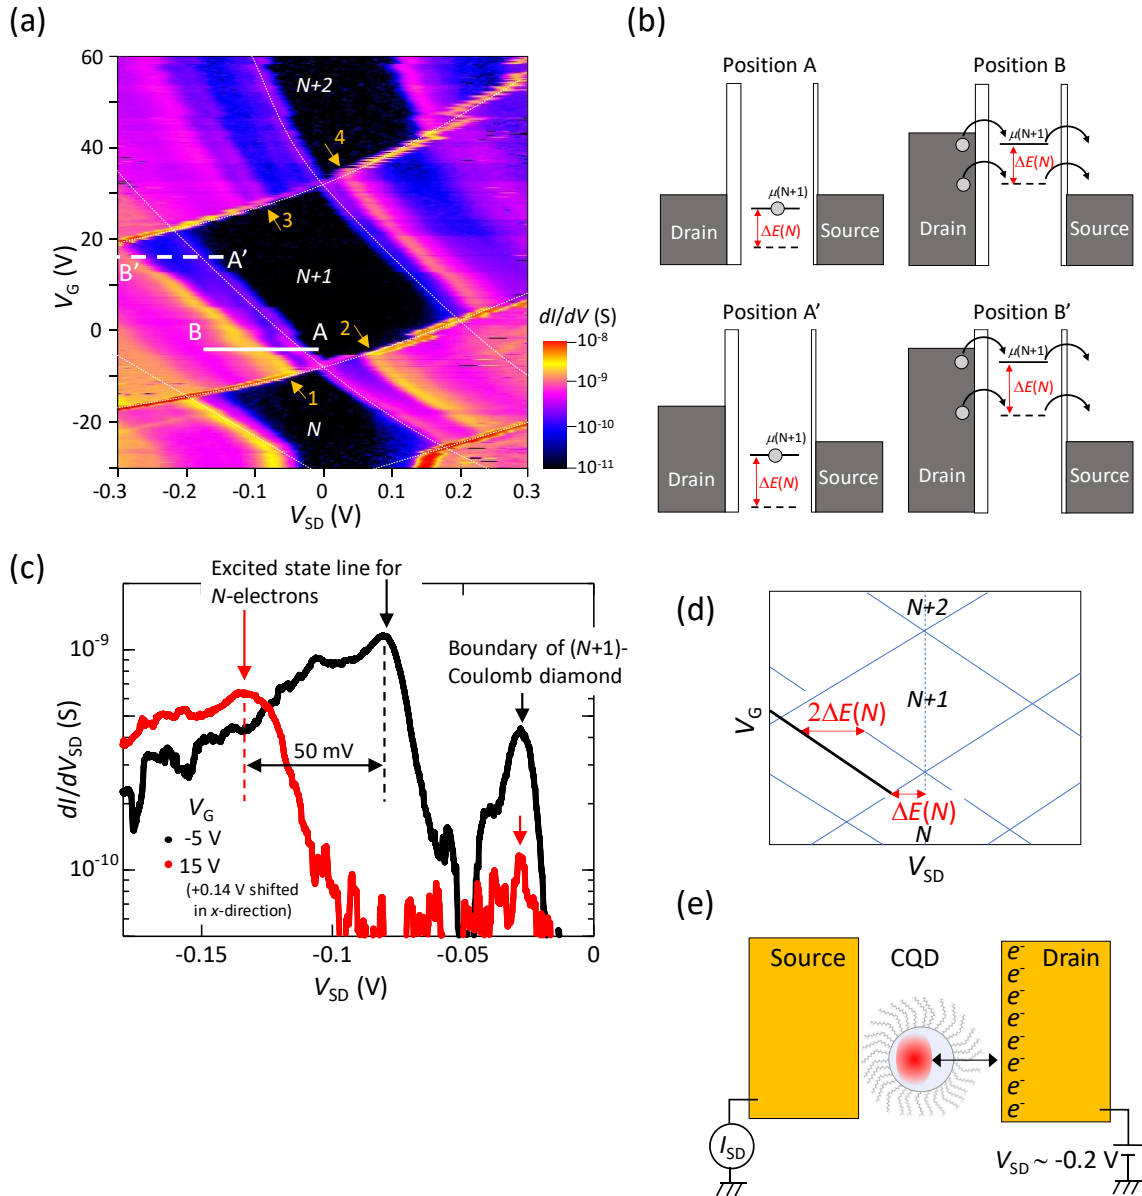 (a)
60
40
20
0
-20
V_G (V)
-0.3
-0.2
-0.1
0
0.1
0.2
0.3
V_SD (V)
N+2
4
3
N+1
A'
B'
B
A
2
1
N
dI/dV (S)
10^-8
10^-9
10^-10
10^-11
(b)
Position A
Drain
μ(N+1)
ΔE(N)
Source
Position B
Drain
μ(N+1)
ΔE(N)
Source
Position A'
Drain
μ(N+1)
ΔE(N)
Source
Position B'
Drain
μ(N+1)
ΔE(N)
Source
(c)
Excited state line for
N-electrons
Boundary of (N+1)-
Coulomb diamond
10^-9
10^-10
dI/dV_SD (S)
50 mV
V_G
-5 V
15 V
(+0.14 V shifted
in x-direction)
-0.15
-0.1
-0.05
0
V_SD (V)
(d)
N+2
N+1
V_G
2ΔE(N)
ΔE(N)
N
V_SD
(e)
Source
CQD
Drain
e-
e-
e-
e-
e-
e-
e-
e-
I_SD
V_SD ~ -0.2 V